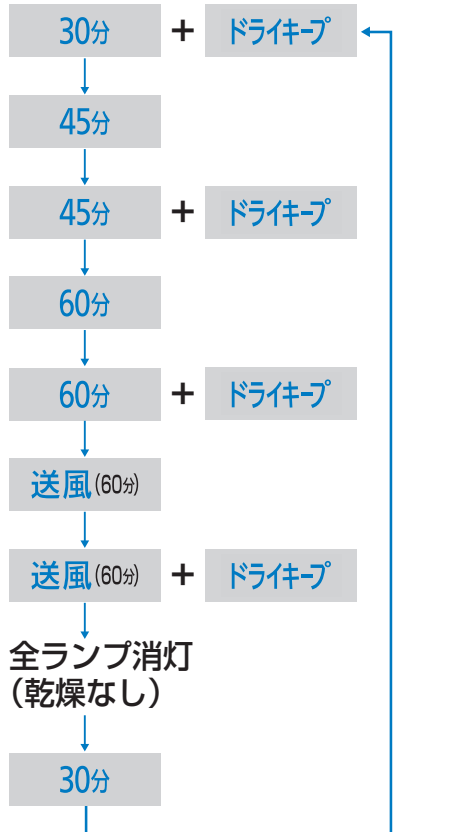 30分 + ドライキープ
45分
45分 + ドライキープ
60分
60分 + ドライキープ
送風(60分)
送風(60分) + ドライキープ
全ランプ消灯
(乾燥なし)
30分